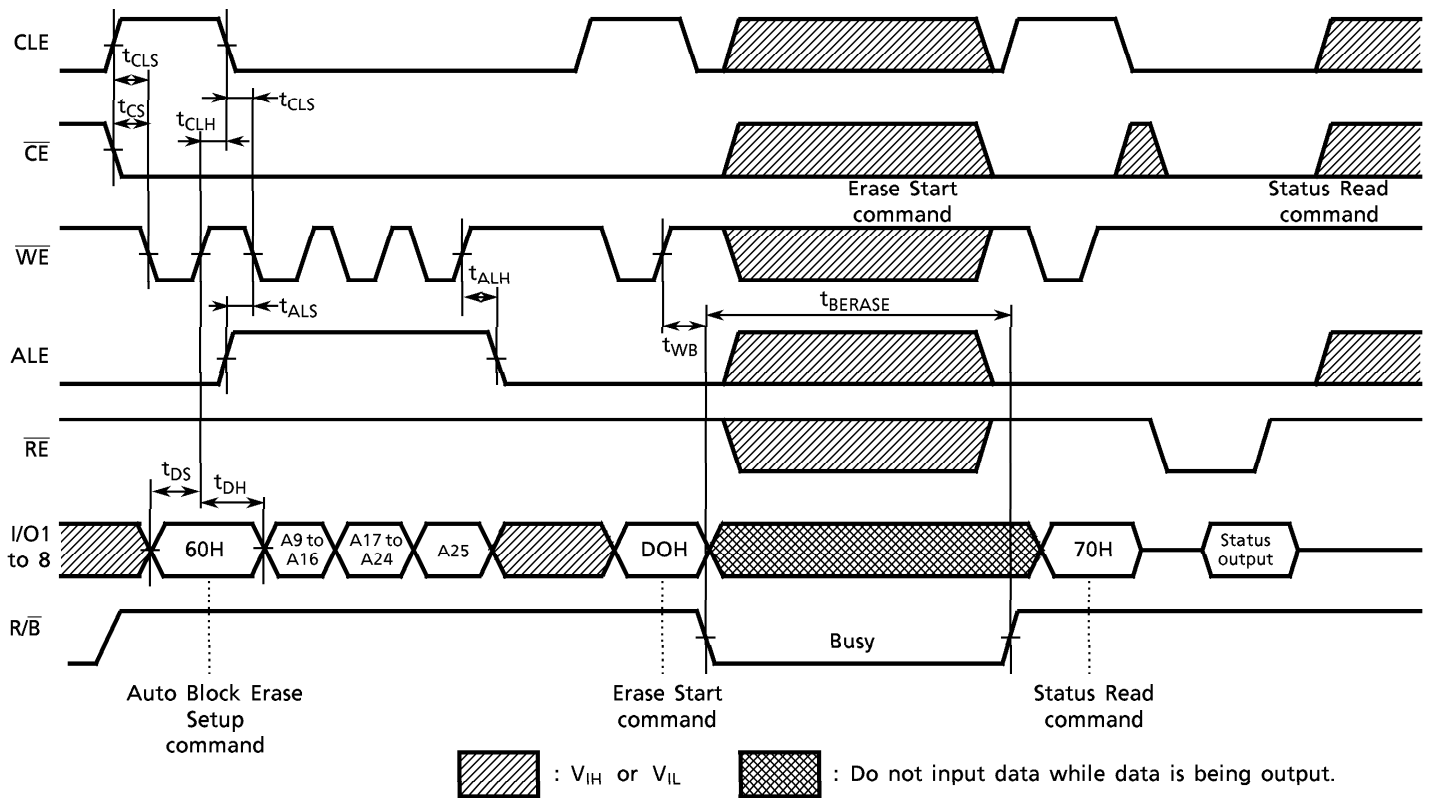 CLE
tCLS
tCS
tCLH
tCLS
CE
Erase Start
command
Status Read
command
WE
tALH
tALS
tBERASE
tWB
ALE
RE
tDS
tDH
I/O1
to 8
60H
A9 to
A16
A17 to
A24
A25
DOH
70H
Status
output
R/B
Busy
Auto Block Erase
Setup
command
Erase Start
command
Status Read
command
: VIH or VIL
: Do not input data while data is being output.